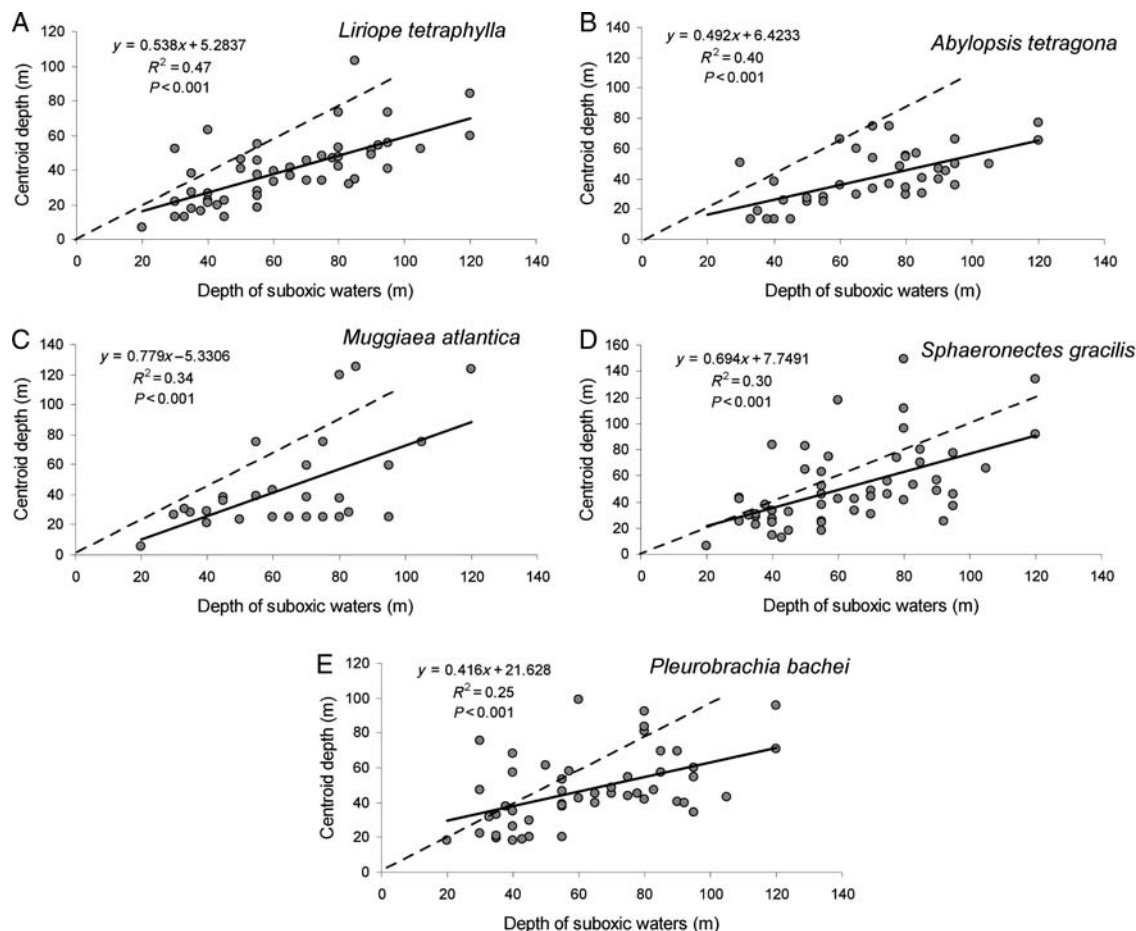 A
Liriope tetraphylla
y = 0.538x + 5.2837
R² = 0.47
P < 0.001
Centroid depth (m)
120
100
80
60
40
20
0
0 20 40 60 80 100 120 140
Depth of suboxic waters (m)
B
Abylopsis tetragona
y = 0.492x + 6.4233
R² = 0.40
P < 0.001
Centroid depth (m)
140
120
100
80
60
40
20
0
0 20 40 60 80 100 120 140
Depth of suboxic waters (m)
C
Muggiaea atlantica
y = 0.779x − 5.3306
R² = 0.34
P < 0.001
Centroid depth (m)
140
120
100
80
60
40
20
0
0 20 40 60 80 100 120 140
Depth of suboxic waters (m)
D
Sphaeronectes gracilis
y = 0.694x + 7.7491
R² = 0.30
P < 0.001
Centroid depth (m)
160
140
120
100
80
60
40
20
0
0 20 40 60 80 100 120 140
Depth of suboxic waters (m)
E
Pleurobrachia bachei
y = 0.416x + 21.628
R² = 0.25
P < 0.001
Centroid depth (m)
120
100
80
60
40
20
0
0 20 40 60 80 100 120 140
Depth of suboxic waters (m)